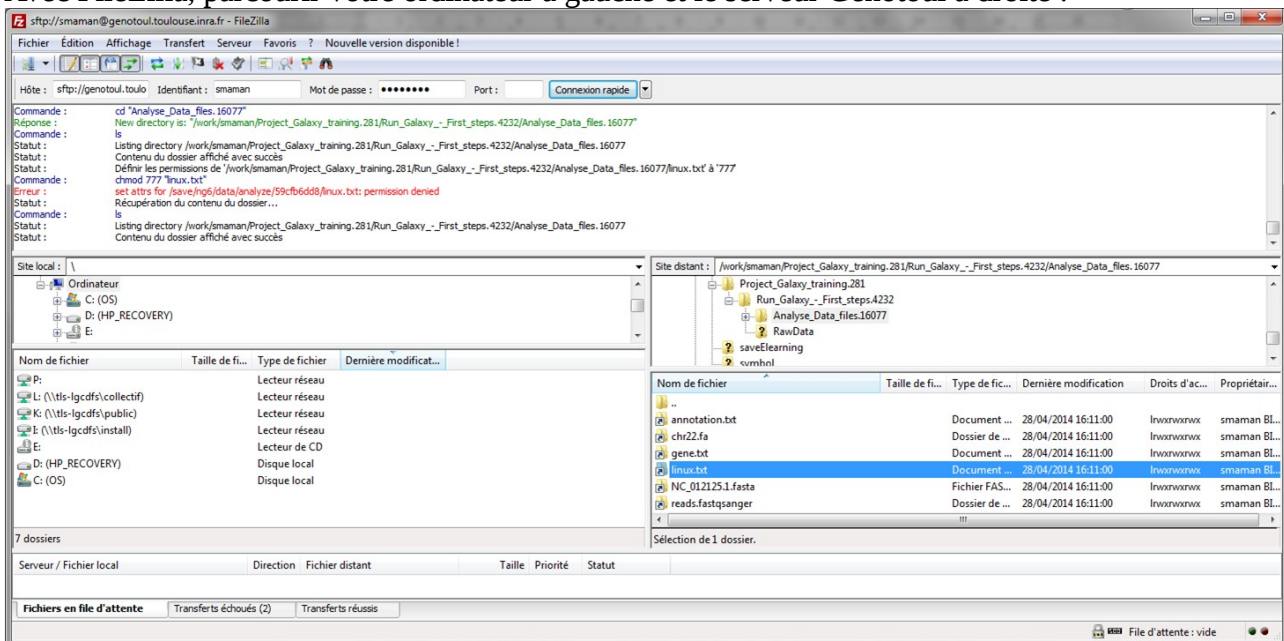 Avec FileZilla, parcourir votre ordinateur à gauche et le serveur Genotoul à droite :
sftp://smaman@genotoul.toulouse.inra.fr - FileZilla
Fichier Édition Affichage Transfert Serveur Favoris ? Nouvelle version disponible !
Hôte : sftp://genotoul.toulo Identifiant : smaman Mot de passe : ●●●●●●●● Port : Connexion rapide
Commande : cd "Analyse_Data_files.16077"
Réponse : New directory is: "/work/smaman/Project_Galaxy_training.281/Run_Galaxy_-_First_steps.4232/Analyse_Data_files.16077"
Commande : ls
Statut : Listing directory /work/smaman/Project_Galaxy_training.281/Run_Galaxy_-_First_steps.4232/Analyse_Data_files.16077
Statut : Contenu du dossier affiché avec succès
Statut : Définir les permissions de '/work/smaman/Project_Galaxy_training.281/Run_Galaxy_-_First_steps.4232/Analyse_Data_files.16077/linux.txt' à '777'
Commande : chmod 777 "linux.txt"
Erreur : set attrs for /save/ng6/data/analyze/59cfb6dd8/linux.txt: permission denied
Statut : Récupération du contenu du dossier...
Commande : ls
Statut : Listing directory /work/smaman/Project_Galaxy_training.281/Run_Galaxy_-_First_steps.4232/Analyse_Data_files.16077
Statut : Contenu du dossier affiché avec succès
Site local : \
Ordinateur
C: (OS)
D: (HP_RECOVERY)
E:
Nom de fichier Taille de fi... Type de fichier Dernière modificat...
P: Lecteur réseau
L: (\\tls-lgcdfs\collectif) Lecteur réseau
K: (\\tls-lgcdfs\public) Lecteur réseau
I: (\\tls-lgcdfs\install) Lecteur réseau
E: Lecteur de CD
D: (HP_RECOVERY) Disque local
C: (OS) Disque local
7 dossiers
Site distant : /work/smaman/Project_Galaxy_training.281/Run_Galaxy_-_First_steps.4232/Analyse_Data_files.16077
Project_Galaxy_training.281
Run_Galaxy_-_First_steps.4232
Analyse_Data_files.16077
RawData
saveElearning
symbol
Nom de fichier Taille de fi... Type de fic... Dernière modification Droits d'ac... Propriétair...
..
annotation.txt Document ... 28/04/2014 16:11:00 lrwxrwxrwx smaman BI...
chr22.fa Dossier de ... 28/04/2014 16:11:00 lrwxrwxrwx smaman BI...
gene.txt Document ... 28/04/2014 16:11:00 lrwxrwxrwx smaman BI...
linux.txt Document ... 28/04/2014 16:11:00 lrwxrwxrwx smaman BI...
NC_012125.1.fasta Fichier FAS... 28/04/2014 16:11:00 lrwxrwxrwx smaman BI...
reads.fastqsanger Dossier de ... 28/04/2014 16:11:00 lrwxrwxrwx smaman BI...
Sélection de 1 dossier.
Serveur / Fichier local Direction Fichier distant Taille Priorité Statut
Fichiers en file d'attente Transferts échoués (2) Transferts réussis
File d'attente : vide